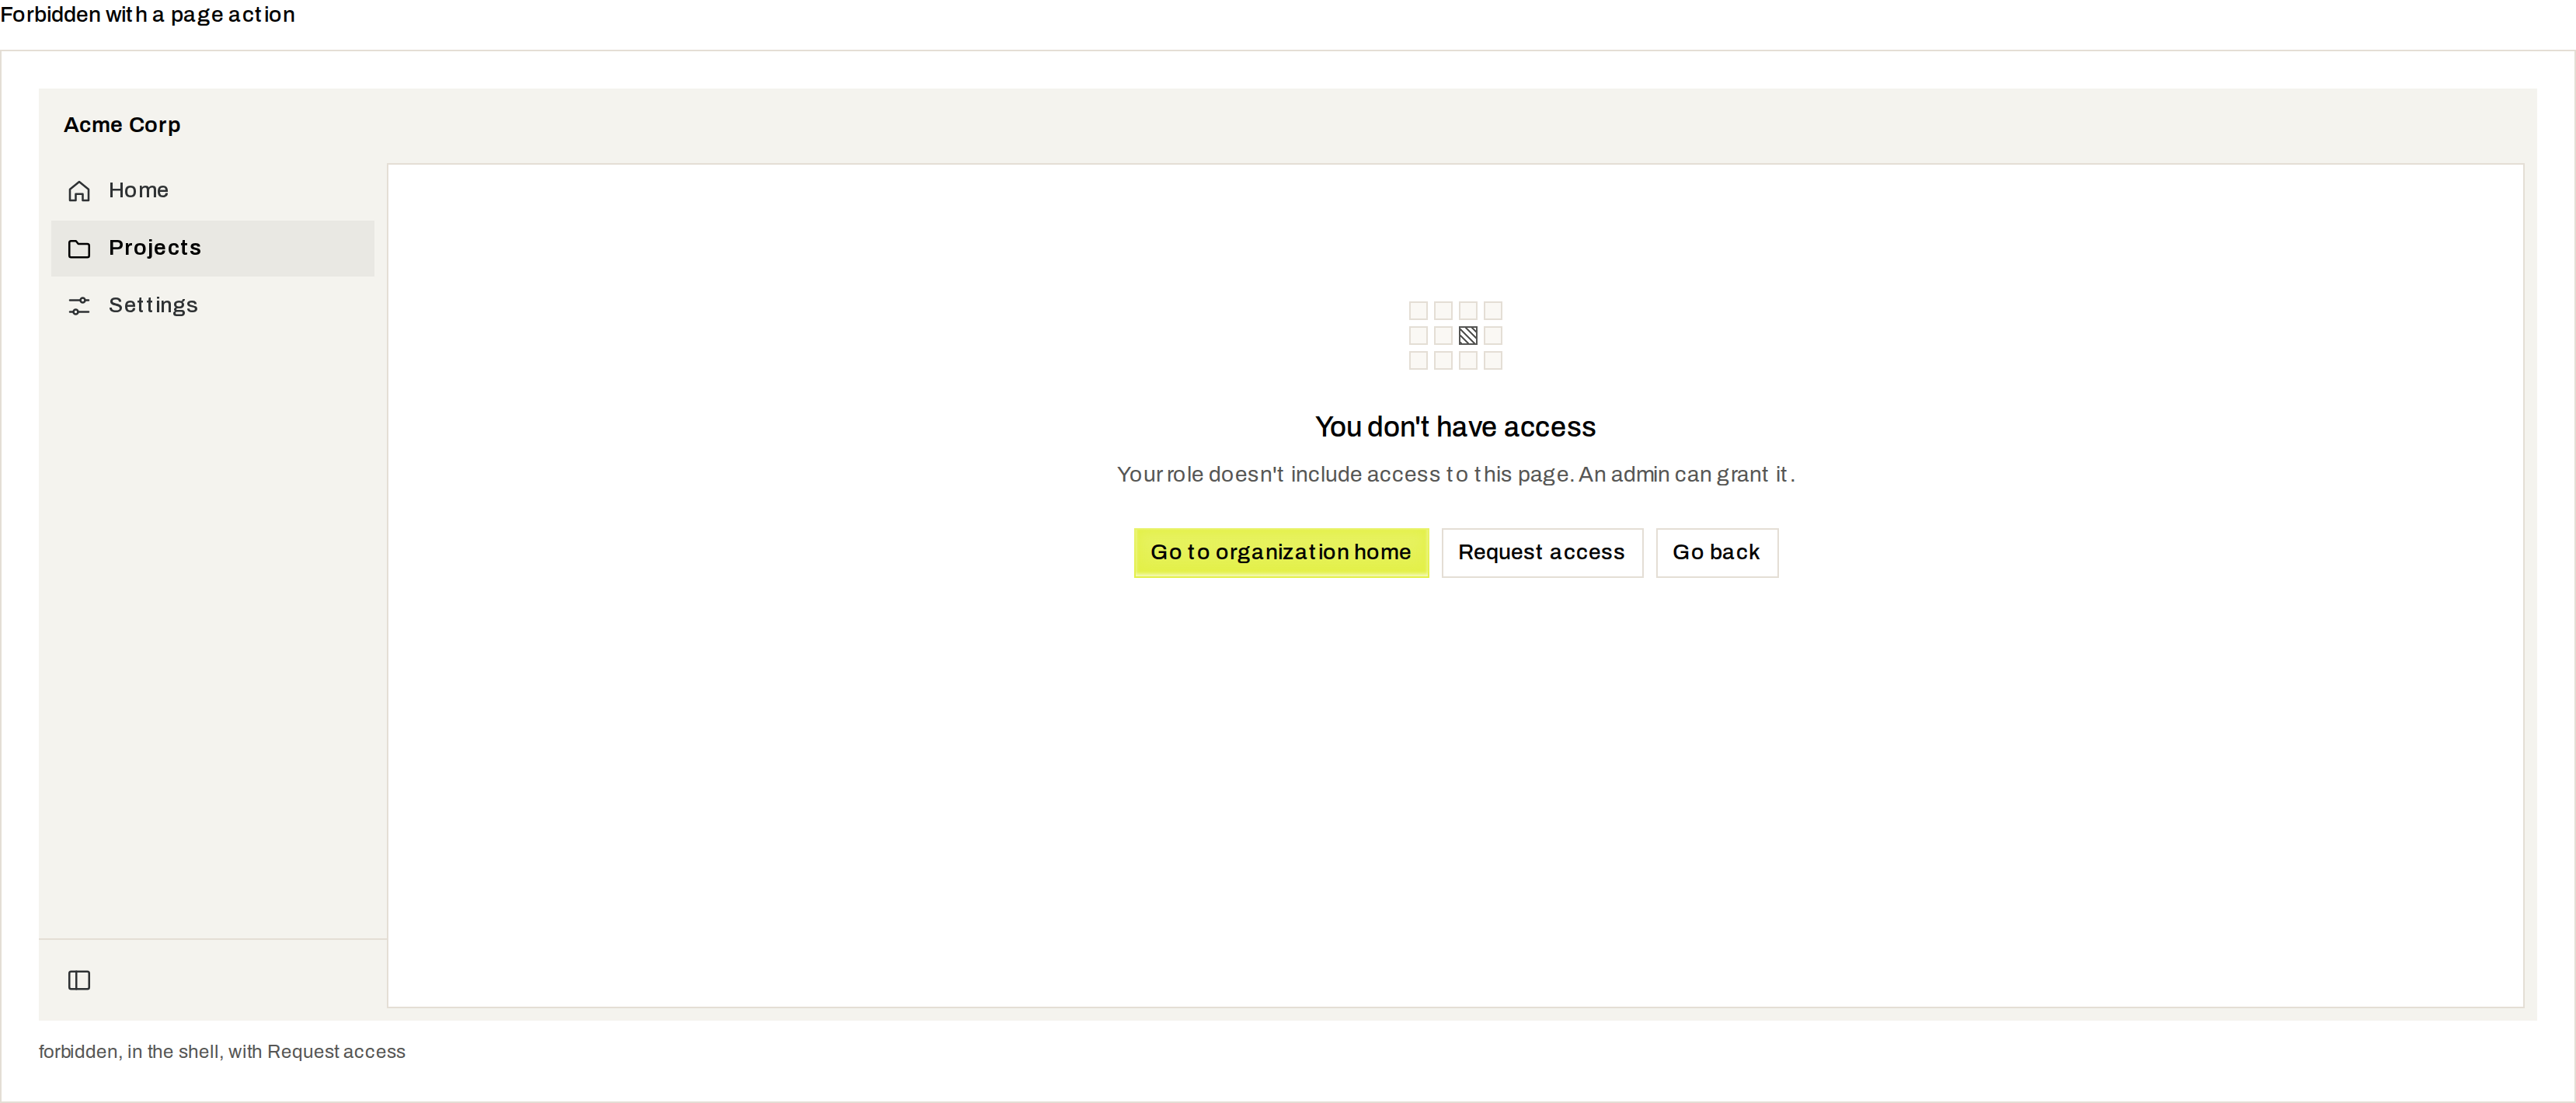 Forbidden with a page action
Acme Corp
Home
Projects
Settings
You don't have access
Your role doesn't include access to this page. An admin can grant it.
Go to organization home
Request access
Go back
forbidden, in the shell, with Request access